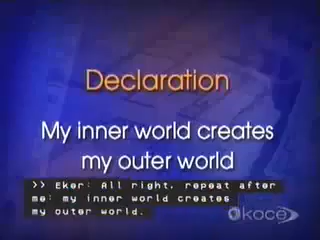 Declaration
My inner world creates
my outer world
>> Eker: All right, repeat after
me: my inner world creates
my outer world.
koce